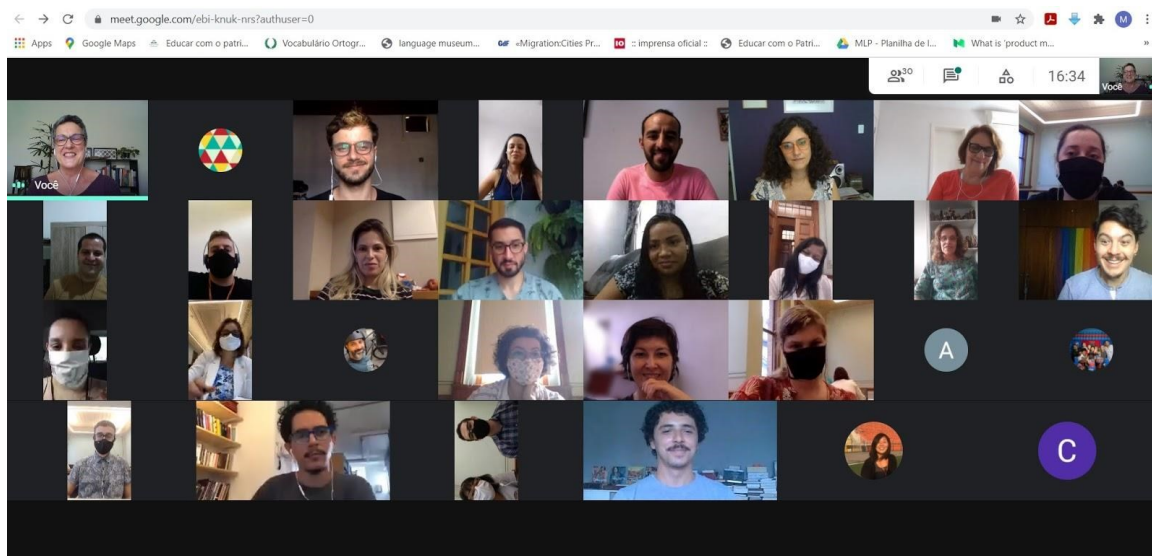 meet.google.com/ebi-knuk-nrs?authuser=0
M
Apps Google Maps Educar com o patri... Vocabulário Ortogr... language museum... «Migration:Cities Pr... IO :: imprensa oficial :: Educar com o Patri... MLP - Planilha de l... What is 'product m... »
30 16:34 Você
Você
A
C